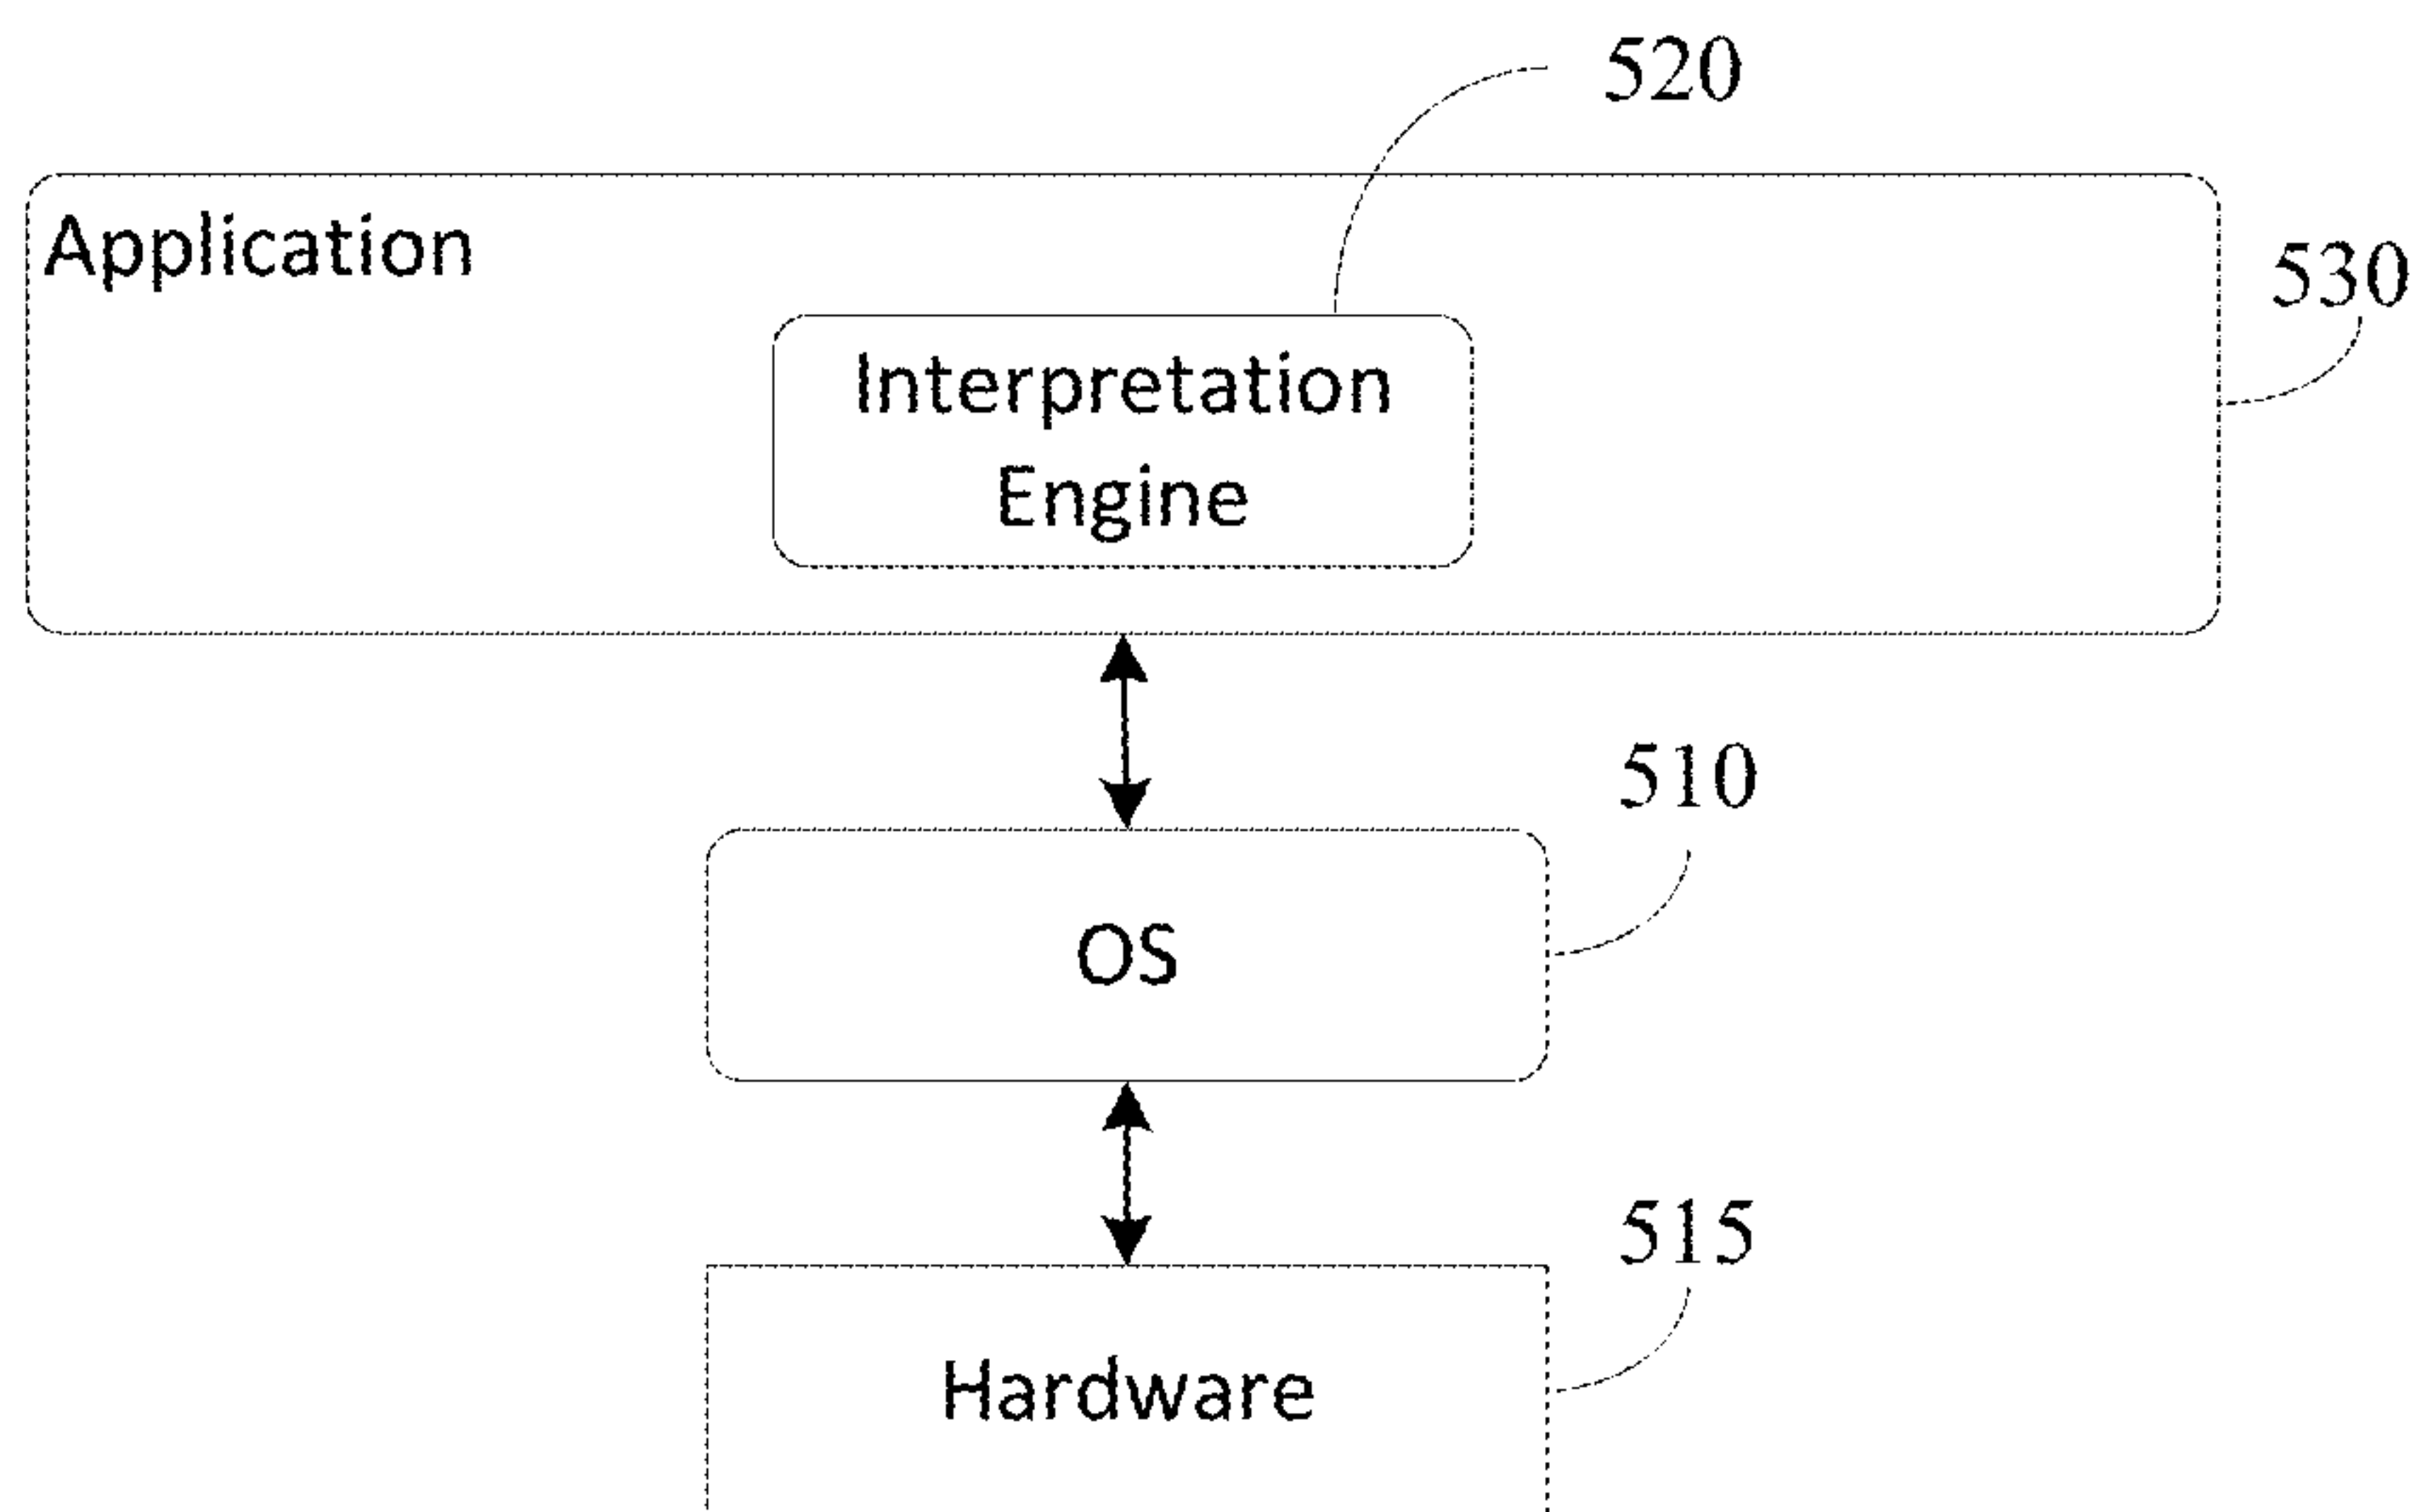 520
Application
530
Interpretation
Engine
510
OS
515
Hardware